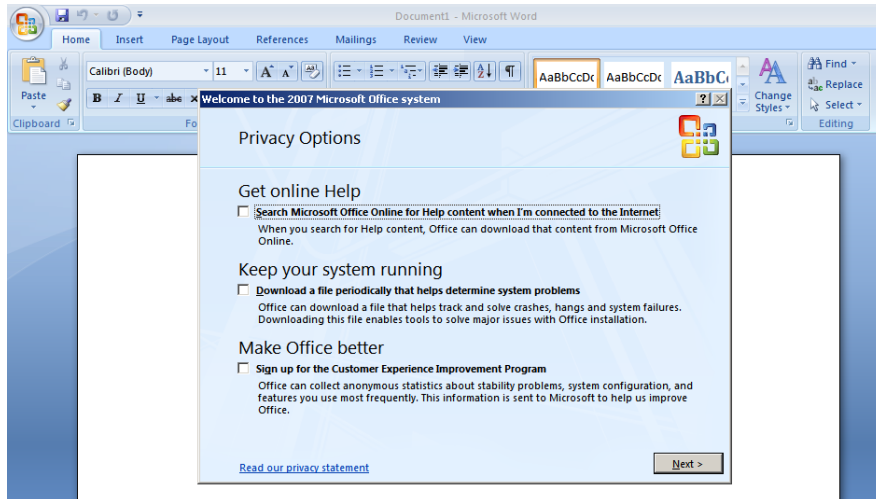 Document1 - Microsoft Word
Home Insert Page Layout References Mailings Review View
Calibri (Body) 11 A A Aa AaBbCcDc AaBbCcDc AaBbC A Find
Paste B I U abc Change Styles Replace
Select
Clipboard Fo Editing
Welcome to the 2007 Microsoft Office system
Privacy Options
Get online Help
Search Microsoft Office Online for Help content when I'm connected to the Internet
When you search for Help content, Office can download that content from Microsoft Office
Online.
Keep your system running
Download a file periodically that helps determine system problems
Office can download a file that helps track and solve crashes, hangs and system failures.
Downloading this file enables tools to solve major issues with Office installation.
Make Office better
Sign up for the Customer Experience Improvement Program
Office can collect anonymous statistics about stability problems, system configuration, and
features you use most frequently. This information is sent to Microsoft to help us improve
Office.
Read our privacy statement
Next >